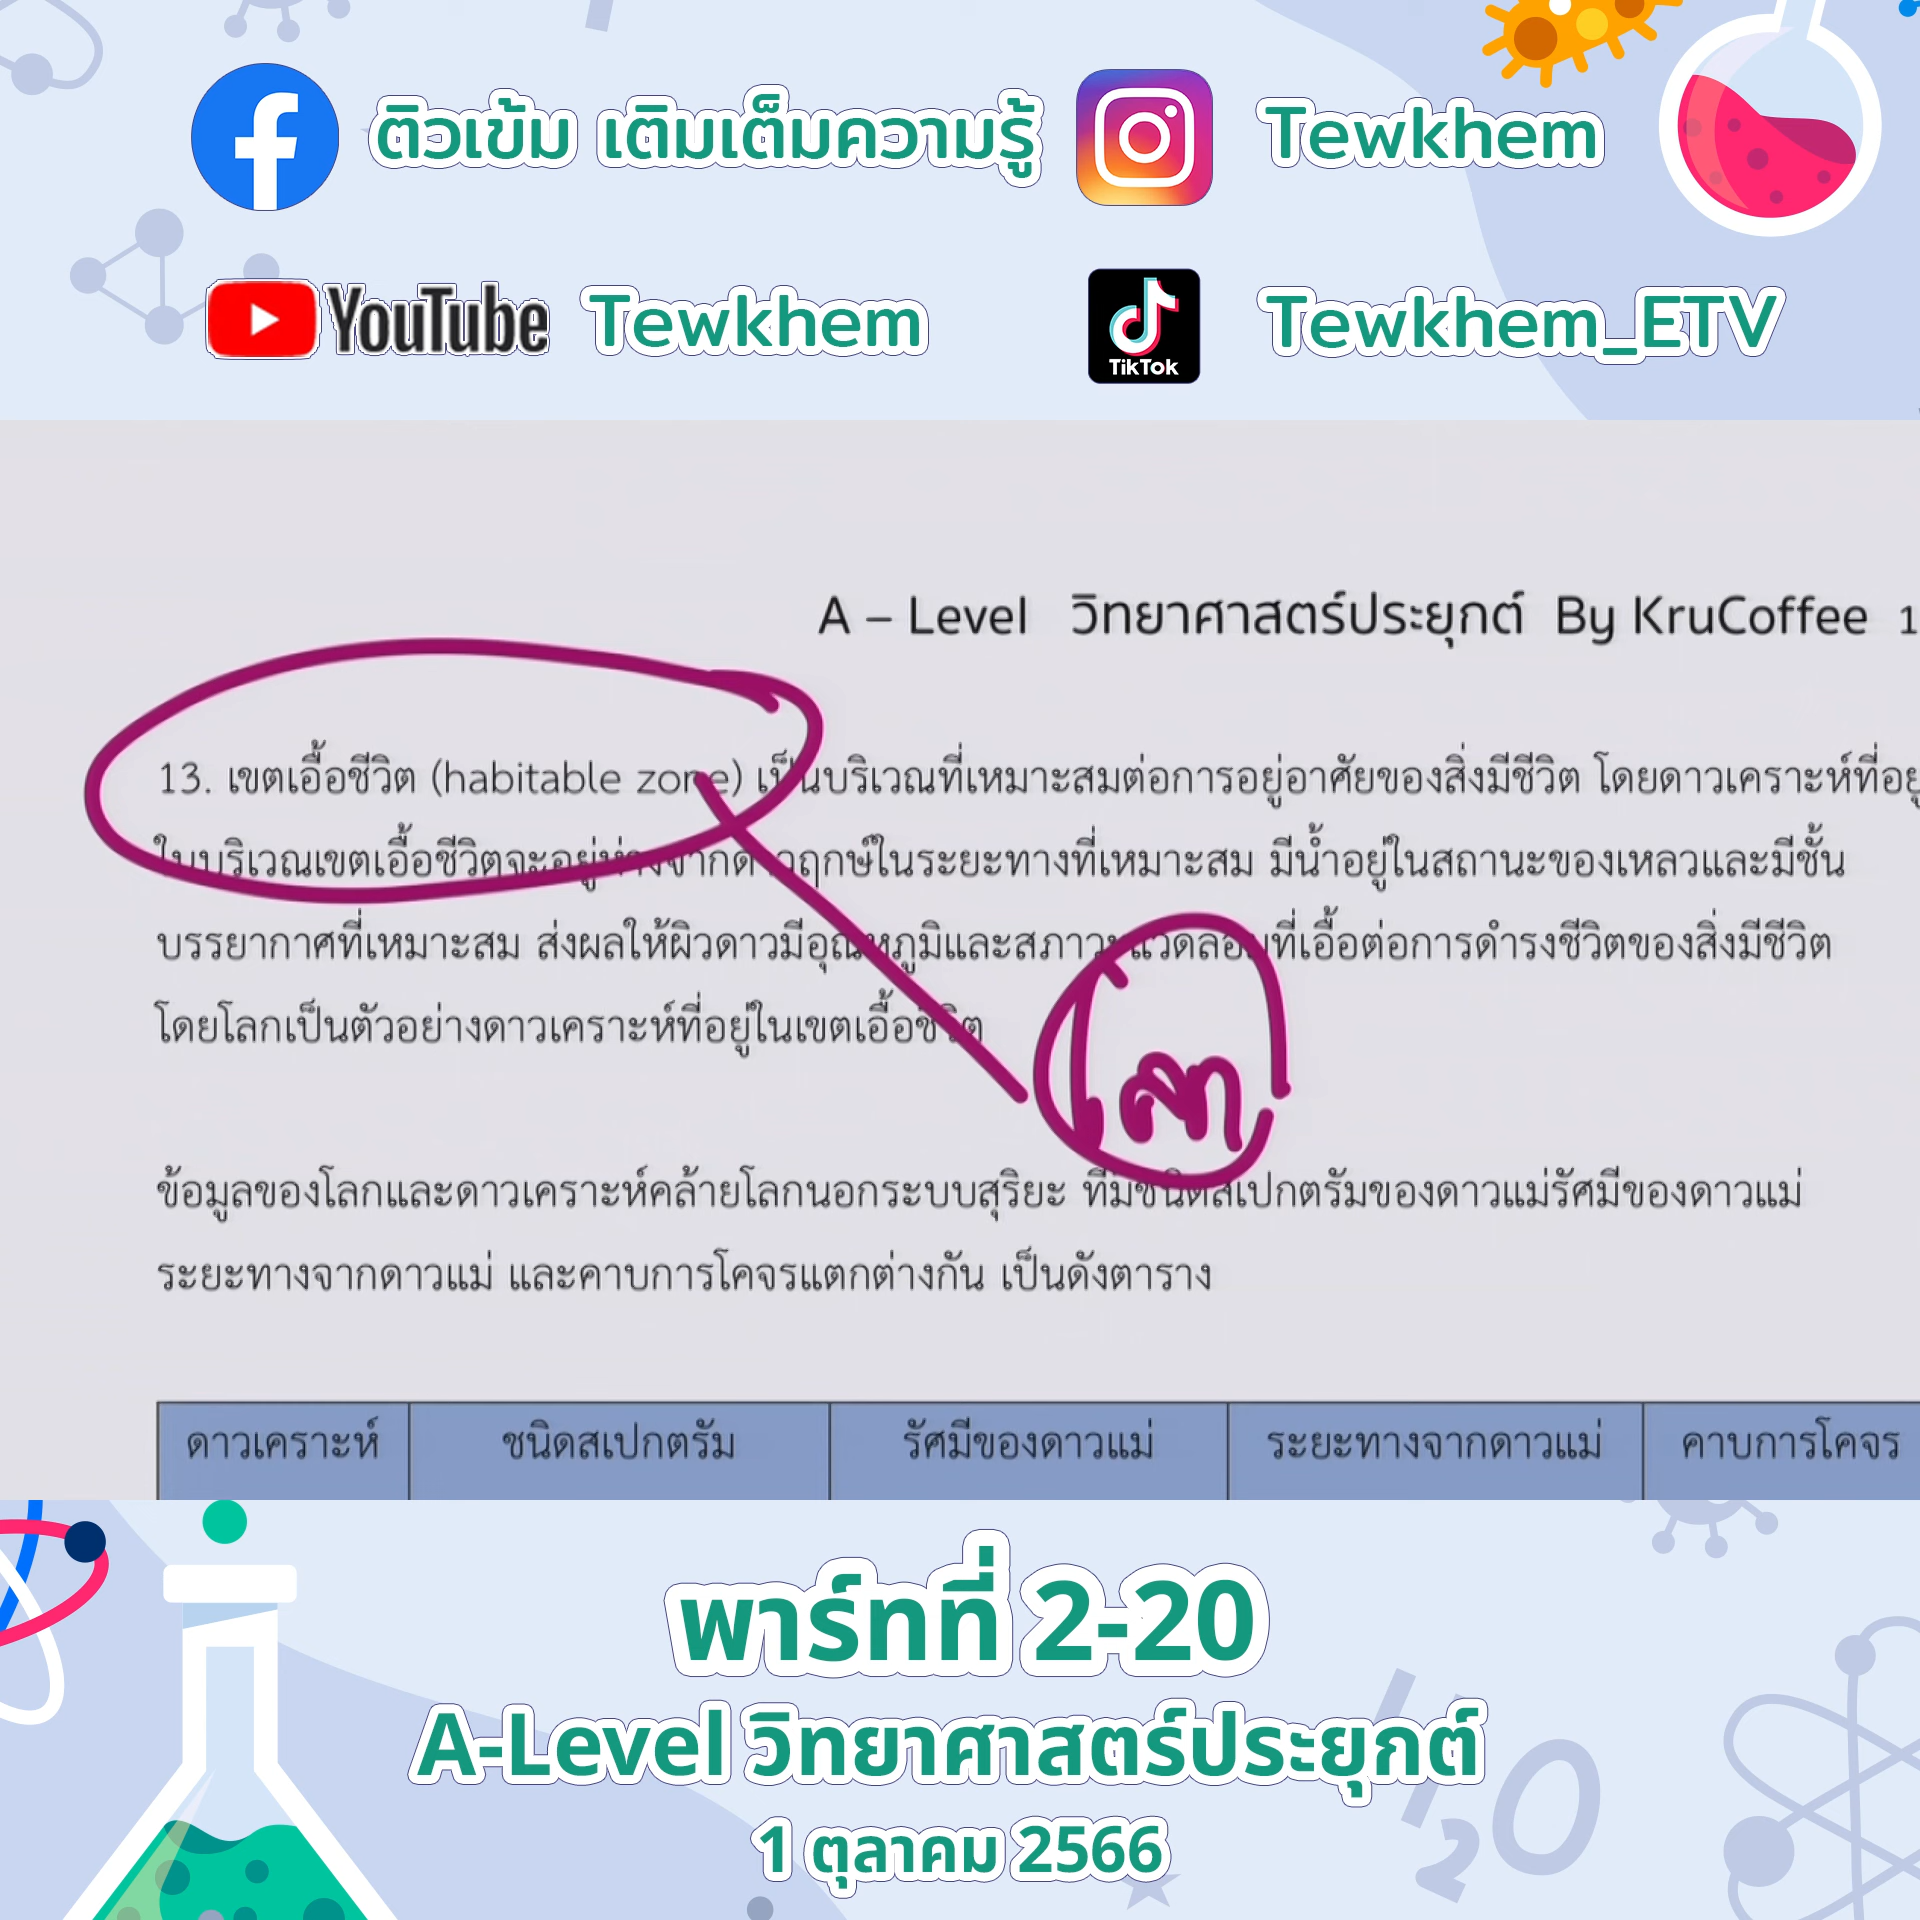 ติวเข้ม เติมเต็มความรู้
Tewkhem
YouTube Tewkhem
TikTok
Tewkhem_ETV
A – Level วิทยาศาสตร์ประยุกต์ By KruCoffee 1
13. เขตเอื้อชีวิต (habitable zone) เป็นบริเวณที่เหมาะสมต่อการอยู่อาศัยของสิ่งมีชีวิต โดยดาวเคราะห์ที่อยู่
ในบริเวณเขตเอื้อชีวิตจะอยู่ห่างจากดาวฤกษ์ในระยะทางที่เหมาะสม มีน้ำอยู่ในสถานะของเหลวและมีชั้น
บรรยากาศที่เหมาะสม ส่งผลให้ผิวดาวมีอุณหภูมิและสภาวะแวดล้อมที่เอื้อต่อการดำรงชีวิตของสิ่งมีชีวิต
โดยโลกเป็นตัวอย่างดาวเคราะห์ที่อยู่ในเขตเอื้อชีวิต
โลก
ข้อมูลของโลกและดาวเคราะห์คล้ายโลกนอกระบบสุริยะ ที่มีชนิดสเปกตรัมของดาวแม่รัศมีของดาวแม่
ระยะทางจากดาวแม่ และคาบการโคจรแตกต่างกัน เป็นดังตาราง
ดาวเคราะห์ ชนิดสเปกตรัม รัศมีของดาวแม่ ระยะทางจากดาวแม่ คาบการโคจร
พาร์ทที่ 2-20
A-Level วิทยาศาสตร์ประยุกต์
1 ตุลาคม 2566
H2O